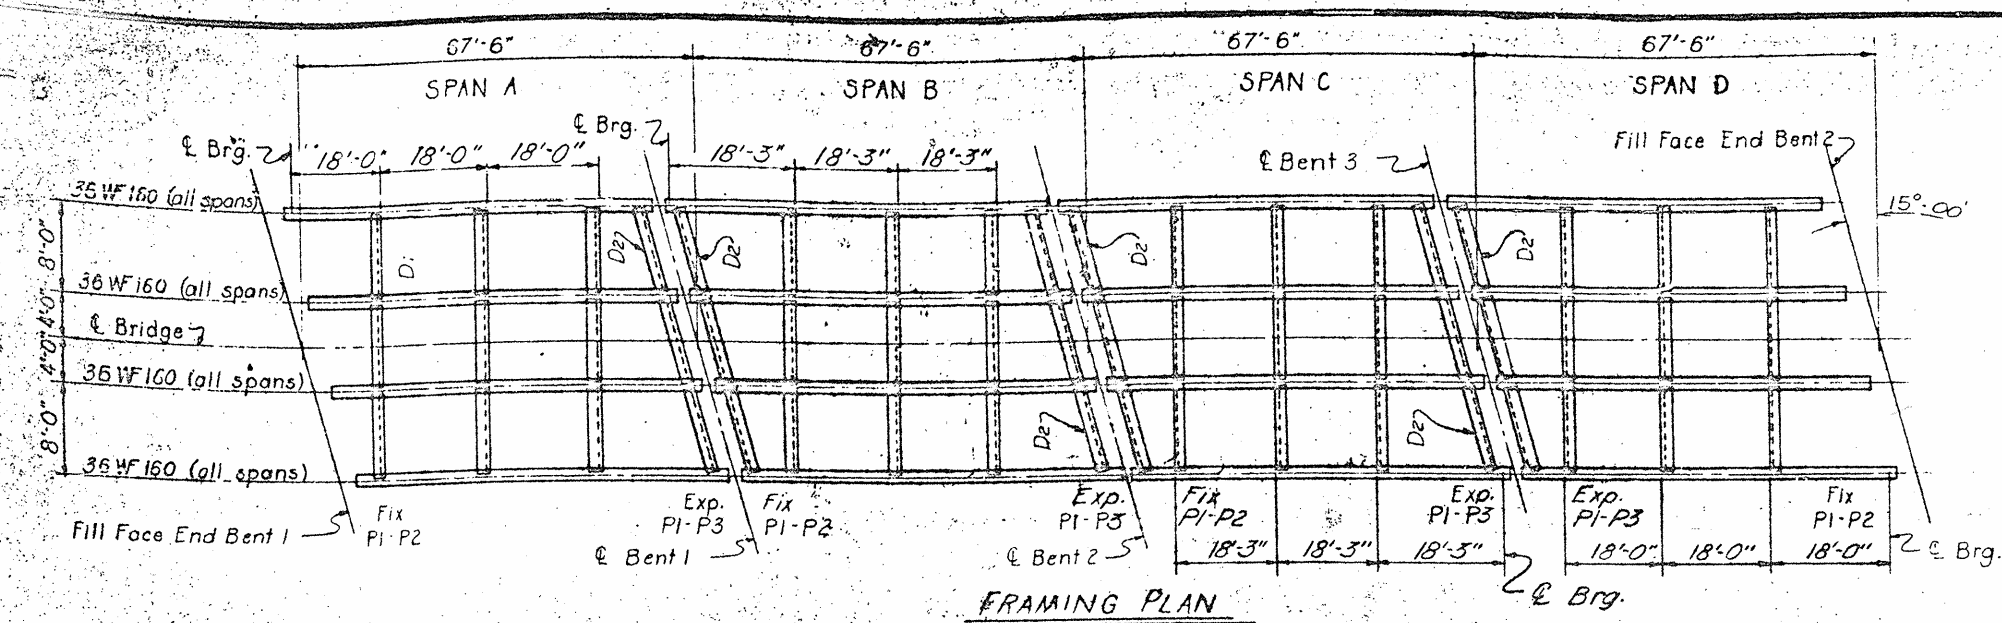 67'-6" 67'-6" 67'-6" 67'-6"
SPAN A SPAN B SPAN C SPAN D
℄ Brg. ℄ Brg. ℄ Bent 3 Fill Face End Bent 2
18'-0" 18'-0" 18'-0" 18'-3" 18'-3" 18'-3"
15°-00'
36 WF 160 (all spans)
8'-0"
D1 D2 D2 D2 D2
36 WF 160 (all spans)
4'-0"
℄ Bridge
4'-0"
36 WF 160 (all spans)
8'-0"
D2 D2
36 WF 160 (all spans)
Fix Exp. Fix Exp. Fix Exp. Exp. Fix
P1-P2 P1-P3 P1-P2 P1-P3 P1-P2 P1-P3 P1-P3 P1-P2
Fill Face End Bent 1 ℄ Bent 1 ℄ Bent 2
18'-3" 18'-3" 18'-3" 18'-0" 18'-0" 18'-0" ℄ Brg.
℄ Brg.
FRAMING PLAN